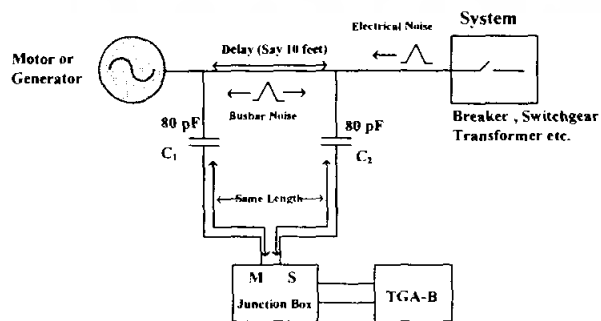 System
Electrical Noise
Motor or
Generator
Delay (Say 10 feet)
Busbar Noise
Breaker , Switchgear
Transformer etc.
80 pF
80 pF
C₁
C₂
Same Length
M S
Junction Box
TGA-B